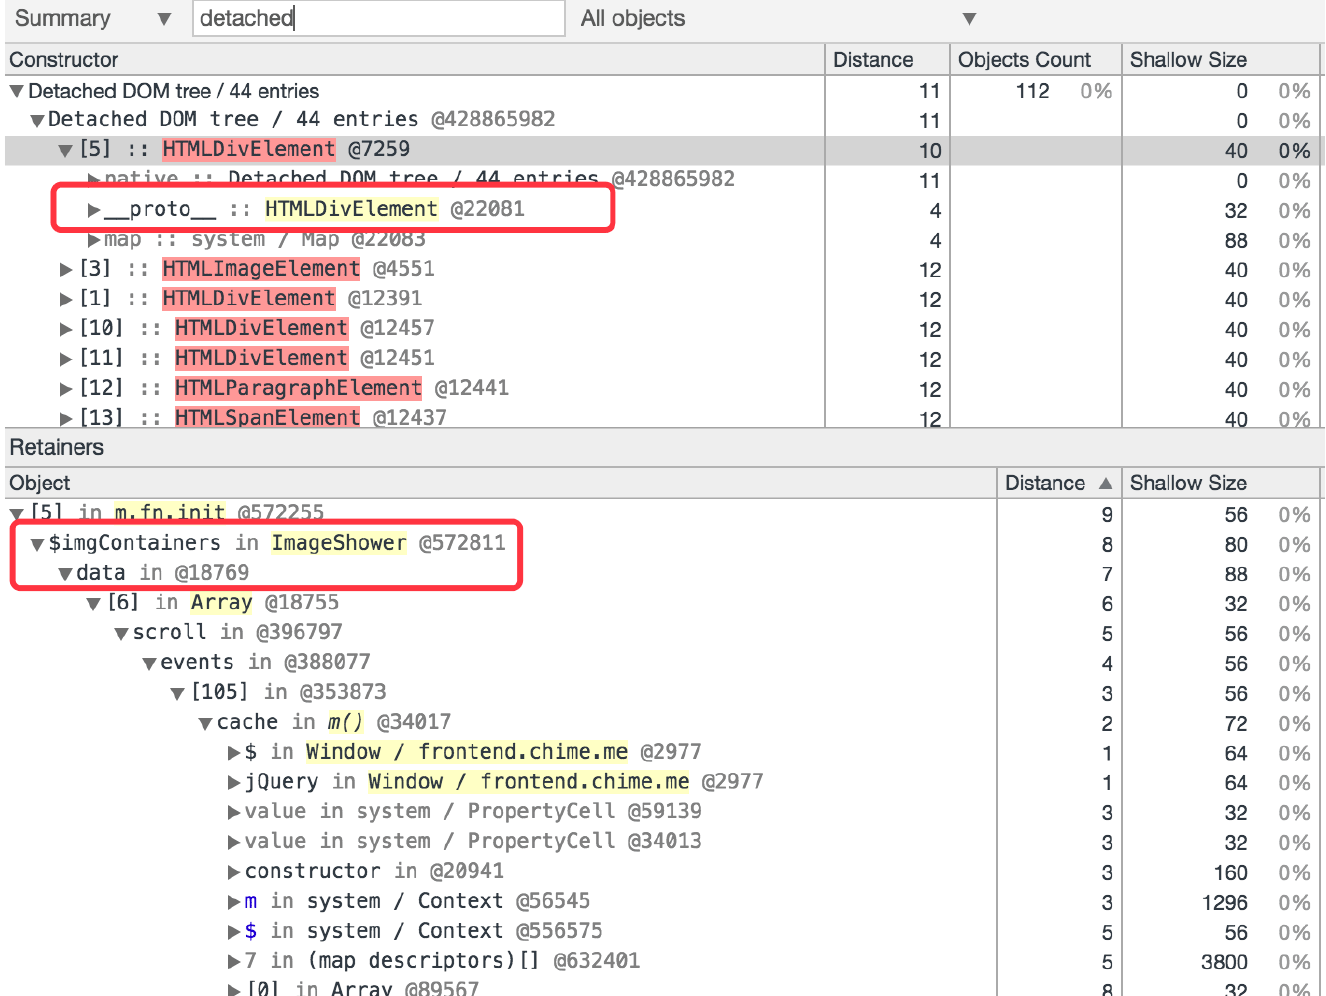 Summary ▼ detached All objects ▼
Constructor Distance Objects Count Shallow Size
▼Detached DOM tree / 44 entries 11 112 0% 0 0%
▼Detached DOM tree / 44 entries @428865982 11 0 0%
▼[5] :: HTMLDivElement @7259 10 40 0%
▶native :: Detached DOM tree / 44 entries @428865982 11 0 0%
▶__proto__ :: HTMLDivElement @22081 4 32 0%
▶map :: system / Map @22083 4 88 0%
▶[3] :: HTMLImageElement @4551 12 40 0%
▶[1] :: HTMLDivElement @12391 12 40 0%
▶[10] :: HTMLDivElement @12457 12 40 0%
▶[11] :: HTMLDivElement @12451 12 40 0%
▶[12] :: HTMLParagraphElement @12441 12 40 0%
▶[13] :: HTMLSpanElement @12437 12 40 0%
Retainers
Object Distance ▲ Shallow Size
▼[5] in m.fn.init @572255 9 56 0%
▼$imgContainers in ImageShower @572811 8 80 0%
▼data in @18769 7 88 0%
▼[6] in Array @18755 6 32 0%
▼scroll in @396797 5 56 0%
▼events in @388077 4 56 0%
▼[105] in @353873 3 56 0%
▼cache in m() @34017 2 72 0%
▶$ in Window / frontend.chime.me @2977 1 64 0%
▶jQuery in Window / frontend.chime.me @2977 1 64 0%
▶value in system / PropertyCell @59139 3 32 0%
▶value in system / PropertyCell @34013 3 32 0%
▶constructor in @20941 3 160 0%
▶m in system / Context @56545 3 1296 0%
▶$ in system / Context @556575 5 56 0%
▶7 in (map descriptors)[] @632401 5 3800 0%
▶[0] in Array @89567 8 32 0%